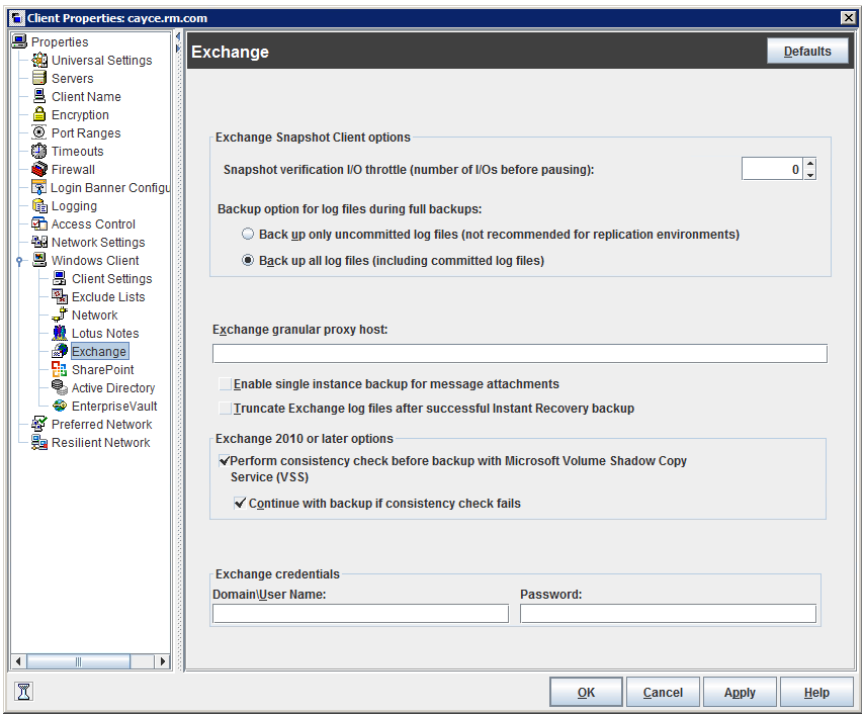 Client Properties: cayce.rm.com
Properties
Universal Settings
Servers
Client Name
Encryption
Port Ranges
Timeouts
Firewall
Login Banner Configu
Logging
Access Control
Network Settings
Windows Client
Client Settings
Exclude Lists
Network
Lotus Notes
Exchange
SharePoint
Active Directory
EnterpriseVault
Preferred Network
Resilient Network
Exchange
Defaults
Exchange Snapshot Client options
Snapshot verification I/O throttle (number of I/Os before pausing):
0
Backup option for log files during full backups:
Back up only uncommitted log files (not recommended for replication environments)
Back up all log files (including committed log files)
Exchange granular proxy host:
Enable single instance backup for message attachments
Truncate Exchange log files after successful Instant Recovery backup
Exchange 2010 or later options
Perform consistency check before backup with Microsoft Volume Shadow Copy
Service (VSS)
Continue with backup if consistency check fails
Exchange credentials
Domain\User Name:
Password:
OK
Cancel
Apply
Help